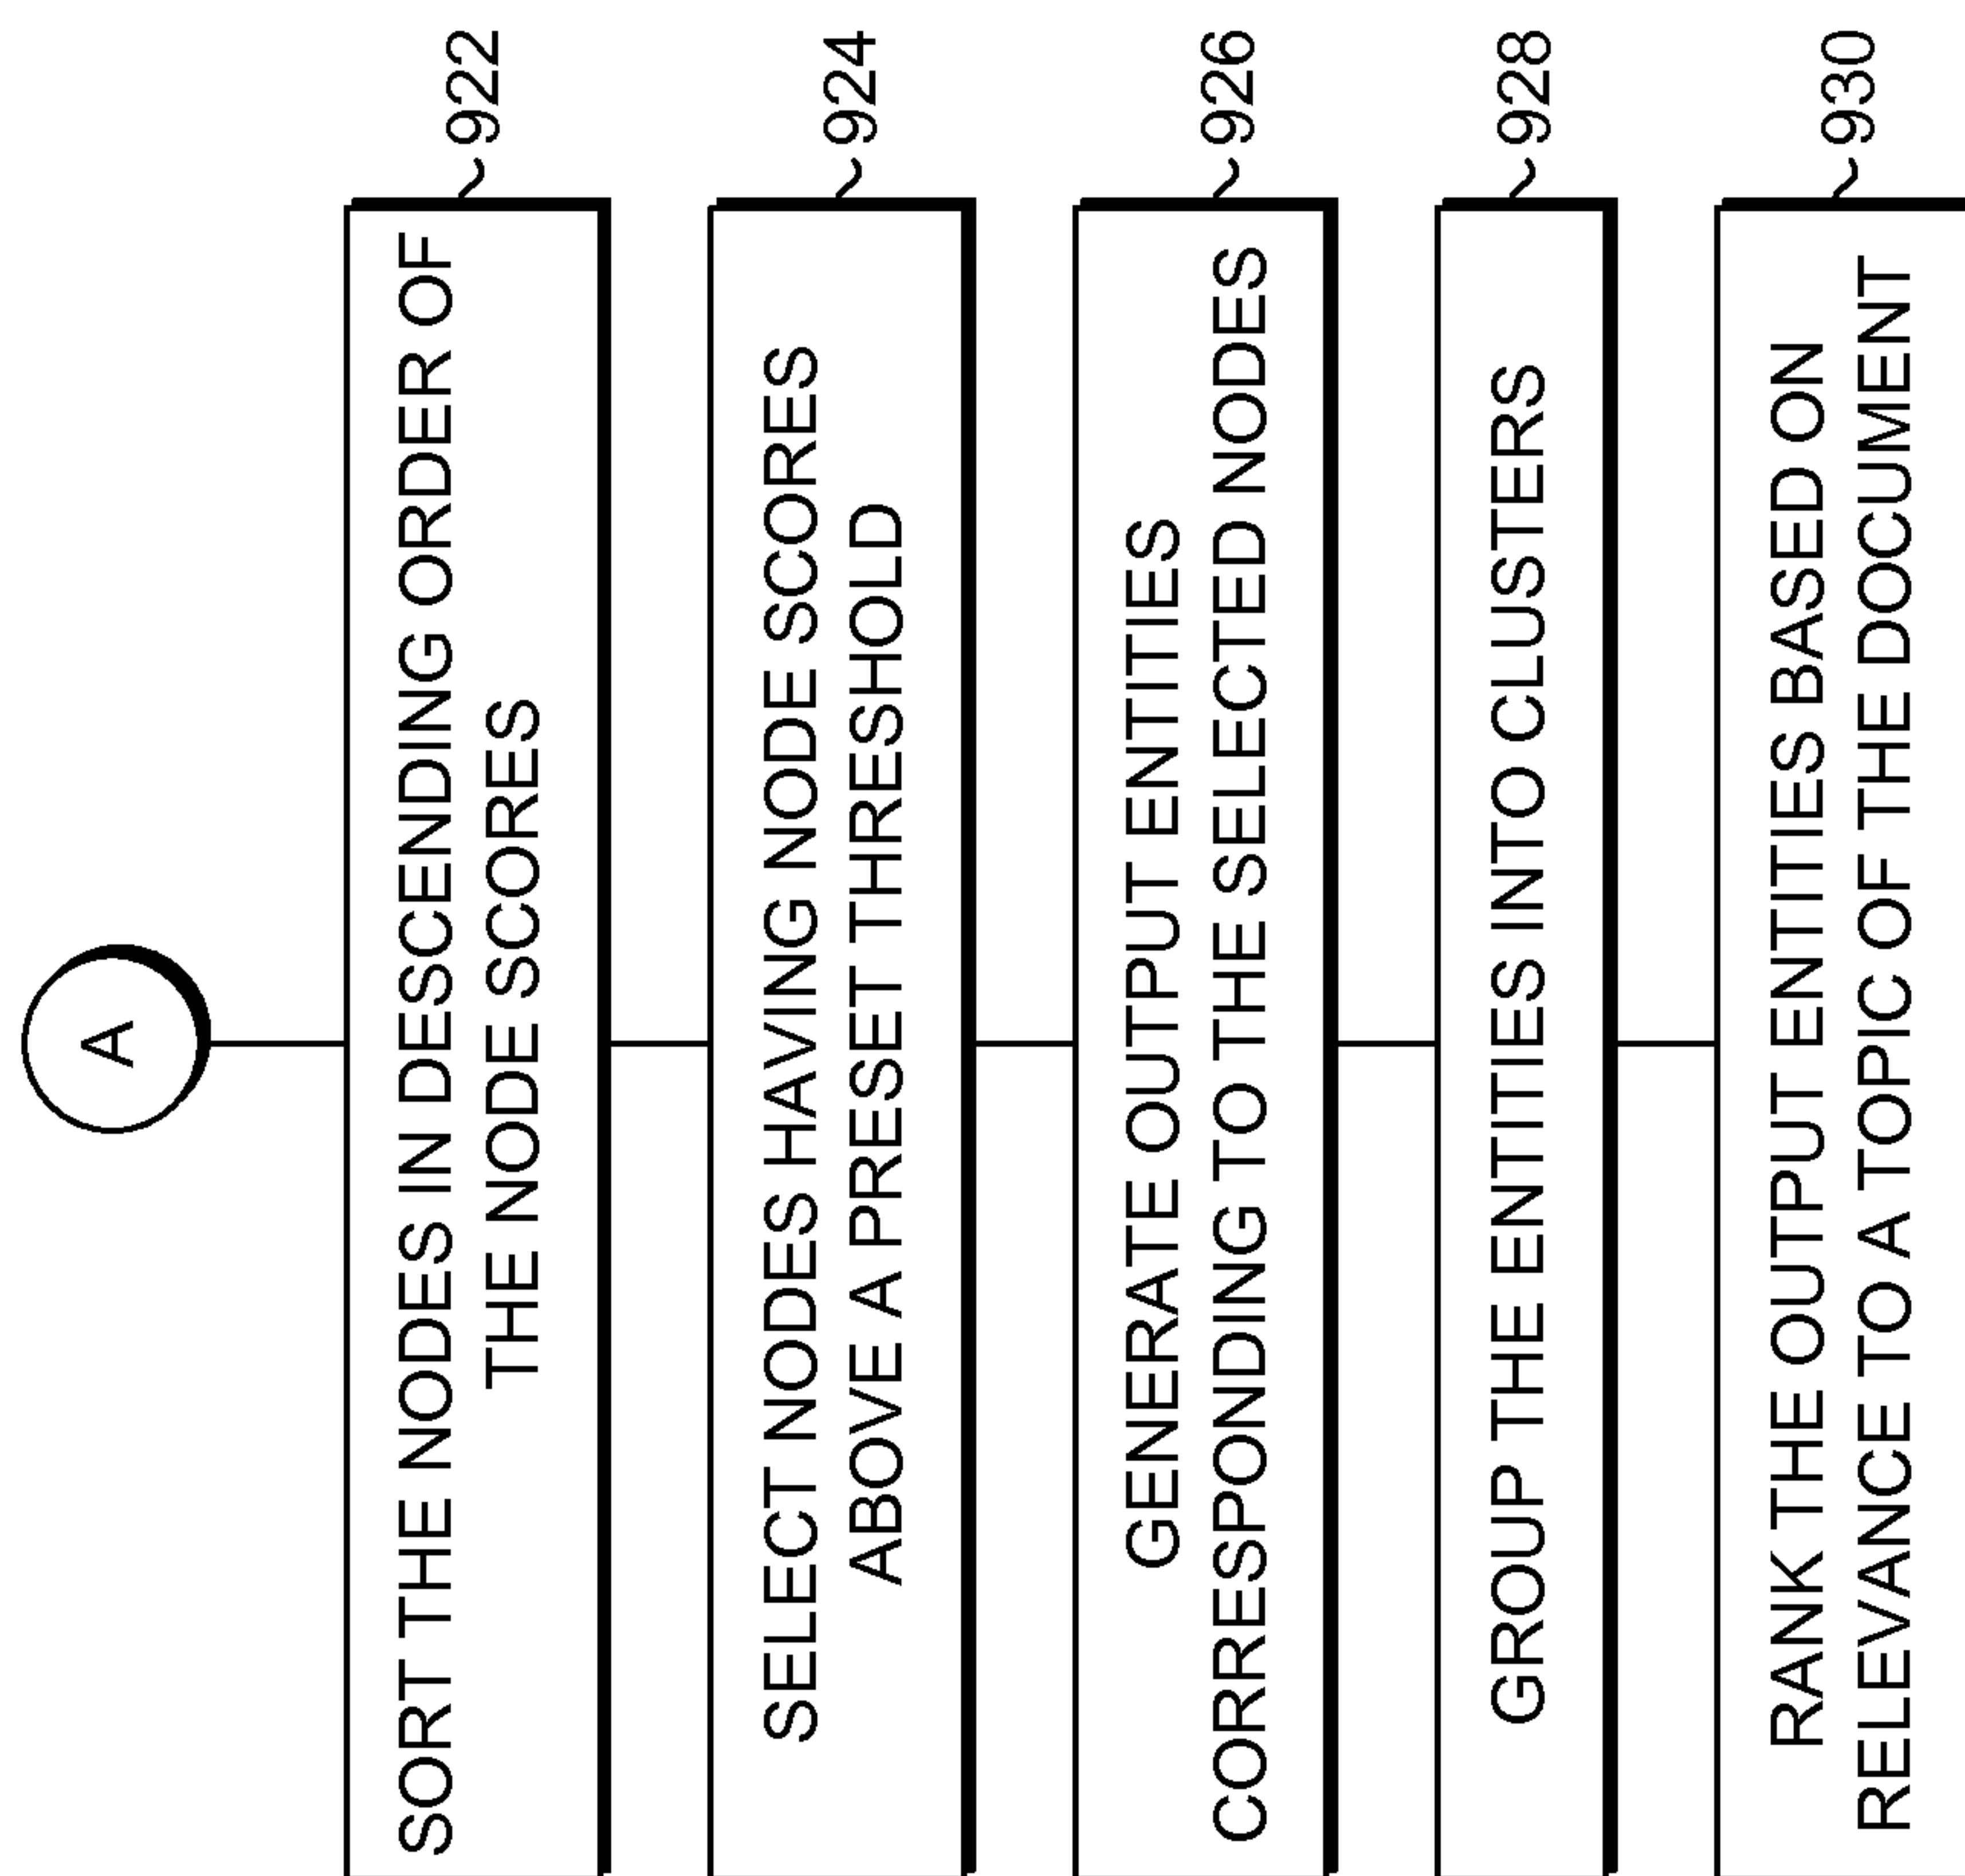 A
SORT THE NODES IN DESCENDING ORDER OF
THE NODE SCORES
~922
SELECT NODES HAVING NODE SCORES
ABOVE A PRESET THRESHOLD
~924
GENERATE OUTPUT ENTITIES
CORRESPONDING TO THE SELECTED NODES
~926
GROUP THE ENTITIES INTO CLUSTERS
~928
RANK THE OUTPUT ENTITIES BASED ON
RELEVANCE TO A TOPIC OF THE DOCUMENT
~930